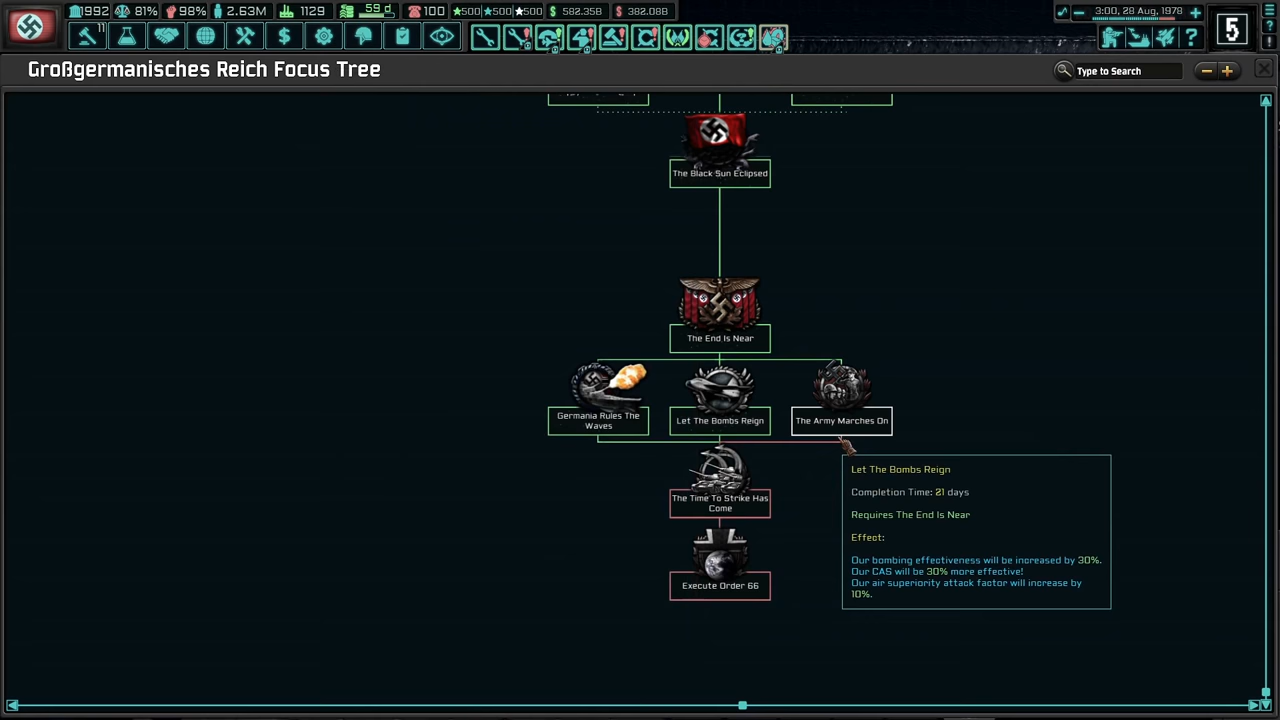 1992 81% 98% 2.63M 1129 59 d 100 500 500 500 $ 582.35B $ 382.08B
3:00, 28 Aug, 1978
5
11
Großgermanisches Reich Focus Tree
Type to Search
The Black Sun Eclipsed
The End Is Near
Germania Rules The
Waves
Let The Bombs Reign
The Army Marches On
The Time To Strike Has
Come
Execute Order 66
Let The Bombs Reign
Completion Time: 21 days
Requires The End Is Near
Effect:
Our bombing effectiveness will be increased by 30%.
Our CAS will be 30% more effective!
Our air superiority attack factor will increase by
10%.